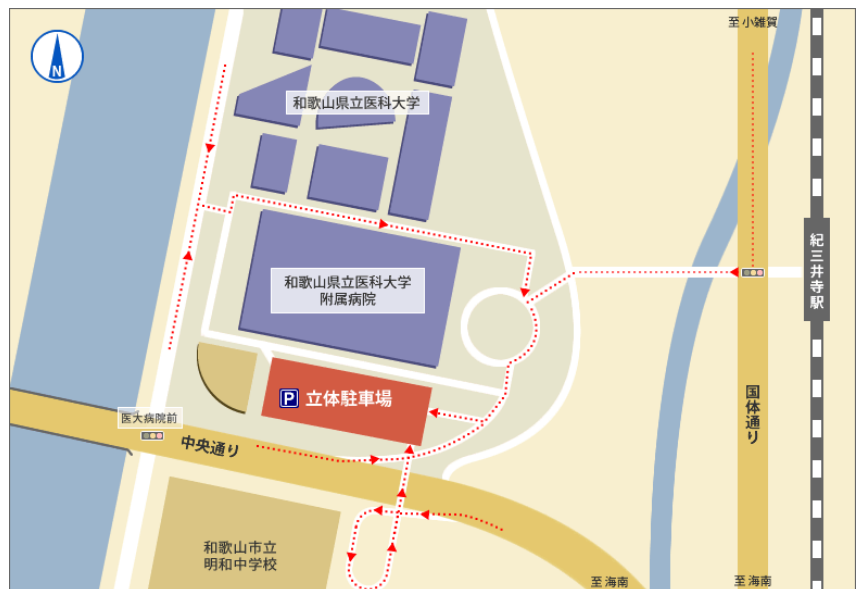 至 小雑賀
N
和歌山県立医科大学
紀三井寺駅
和歌山県立医科大学
附属病院
P 立体駐車場
国体通り
医大病院前
中央通り
和歌山市立
明和中学校
至 海南
至 海南